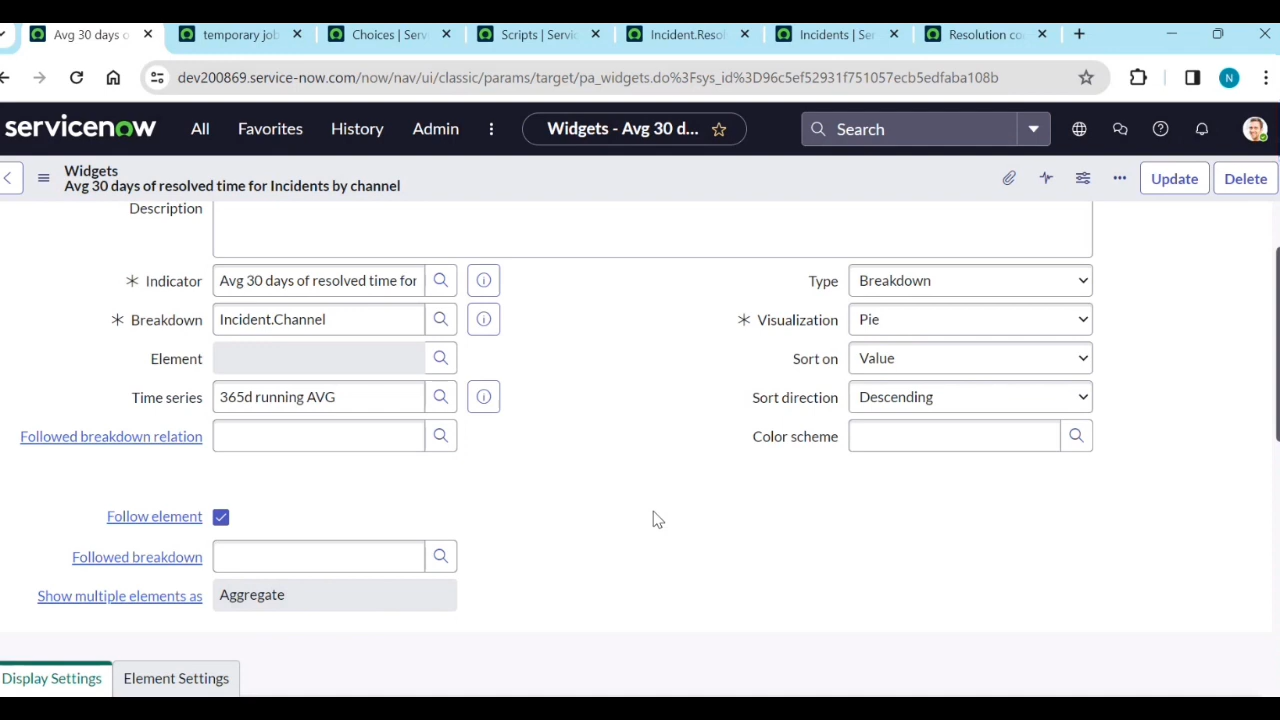 Avg 30 days o
temporary job
Choices | Serv
Scripts | Servic
Incident.Resol
Incidents | Ser
Resolution co
dev200869.service-now.com/now/nav/ui/classic/params/target/pa_widgets.do%3Fsys_id%3D96c5ef52931f751057ecb5edfaba108b
N
servicenow
All
Favorites
History
Admin
Widgets - Avg 30 d...
Search
Widgets
Avg 30 days of resolved time for Incidents by channel
Update
Delete
Description
Indicator
Avg 30 days of resolved time for
Type
Breakdown
Breakdown
Incident.Channel
Visualization
Pie
Element
Sort on
Value
Time series
365d running AVG
Sort direction
Descending
Followed breakdown relation
Color scheme
Follow element
Followed breakdown
Show multiple elements as
Aggregate
Display Settings
Element Settings